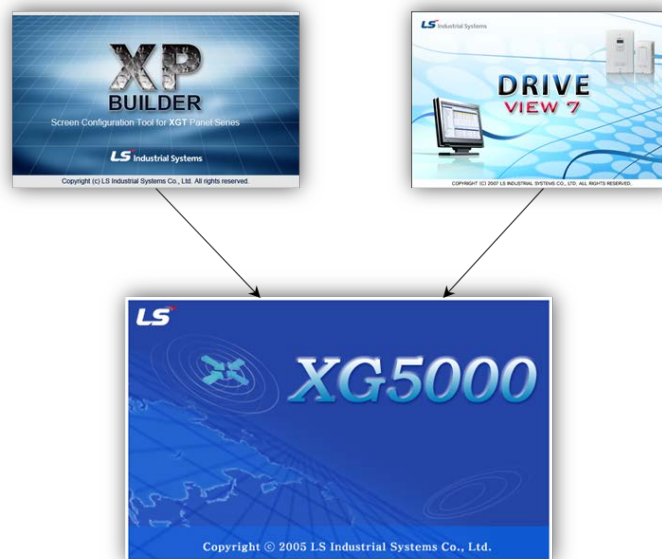 XP
BUILDER
Screen Configuration Tool for XGT Panel Series
LS Industrial Systems
Copyright (c) LS Industrial Systems Co., Ltd. All rights reserved.
LS Industrial Systems
DRIVE
VIEW 7
COPYRIGHT (C) 2007 LS INDUSTRIAL SYSTEMS CO., LTD, ALL RIGHTS RESERVED.
LS
XG5000
Copyright ⓒ 2005 LS Industrial Systems Co., Ltd.